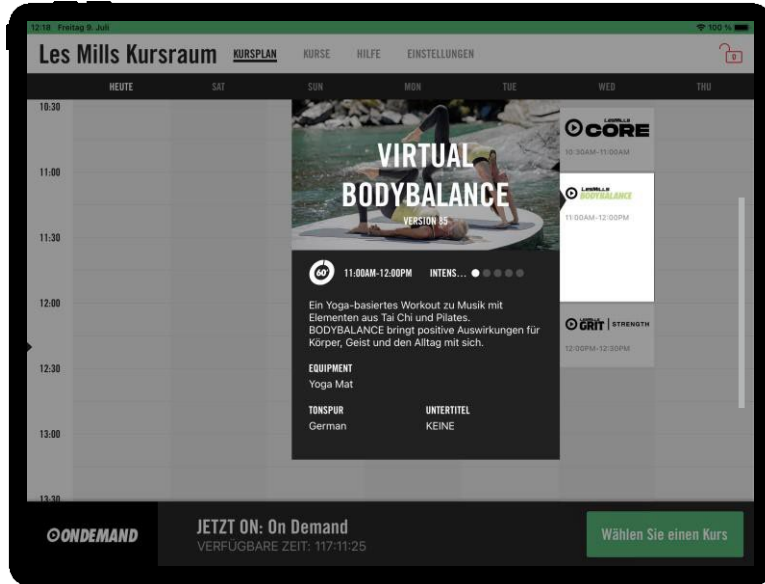 12:18 Freitag 9. Juli
100 %
Les Mills Kursraum KURSPLAN KURSE HILFE EINSTELLUNGEN
0
HEUTE SAT SUN MON TUE WED THU
10:30
11:00
11:30
12:00
12:30
13:00
13:30
VIRTUAL
BODYBALANCE
VERSION 85
60' 11:00AM-12:00PM INTENS...
Ein Yoga-basiertes Workout zu Musik mit
Elementen aus Tai Chi und Pilates.
BODYBALANCE bringt positive Auswirkungen für
Körper, Geist und den Alltag mit sich.
EQUIPMENT
Yoga Mat
TONSPUR UNTERTITEL
German KEINE
LESMILLS
CORE
10:30AM-11:00AM
LESMILLS
BODYBALANCE
11:00AM-12:00PM
LESMILLS
GRIT | STRENGTH
12:00PM-12:30PM
ONDEMAND
JETZT ON: On Demand
VERFÜGBARE ZEIT: 117:11:25
Wählen Sie einen Kurs